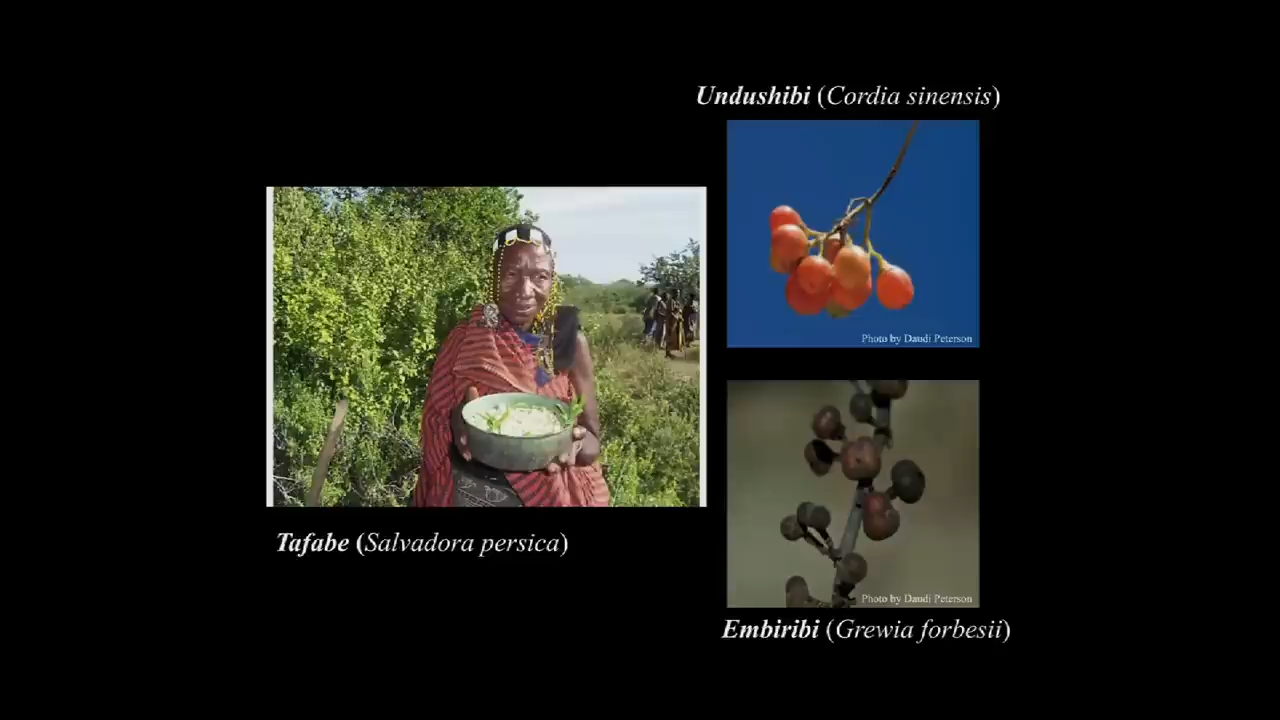 Undushibi (Cordia sinensis)
Photo by Daudi Peterson
Tafabe (Salvadora persica)
Photo by Daudi Peterson
Embiribi (Grewia forbesii)